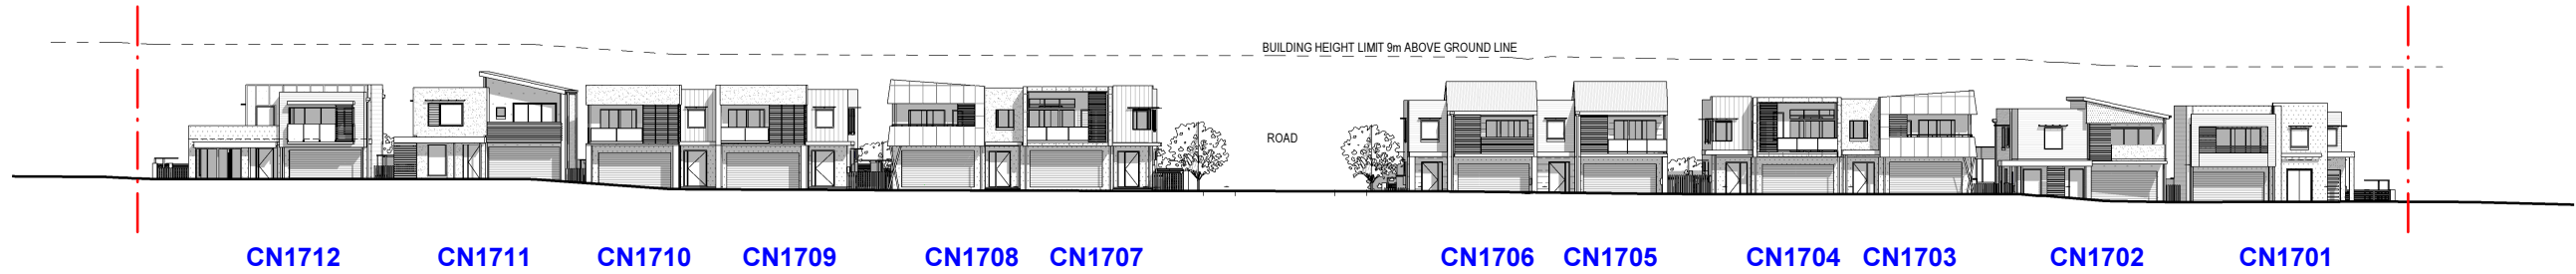 BUILDING HEIGHT LIMIT 9m ABOVE GROUND LINE
ROAD
CN1712 CN1711 CN1710 CN1709 CN1708 CN1707 CN1706 CN1705 CN1704 CN1703 CN1702 CN1701